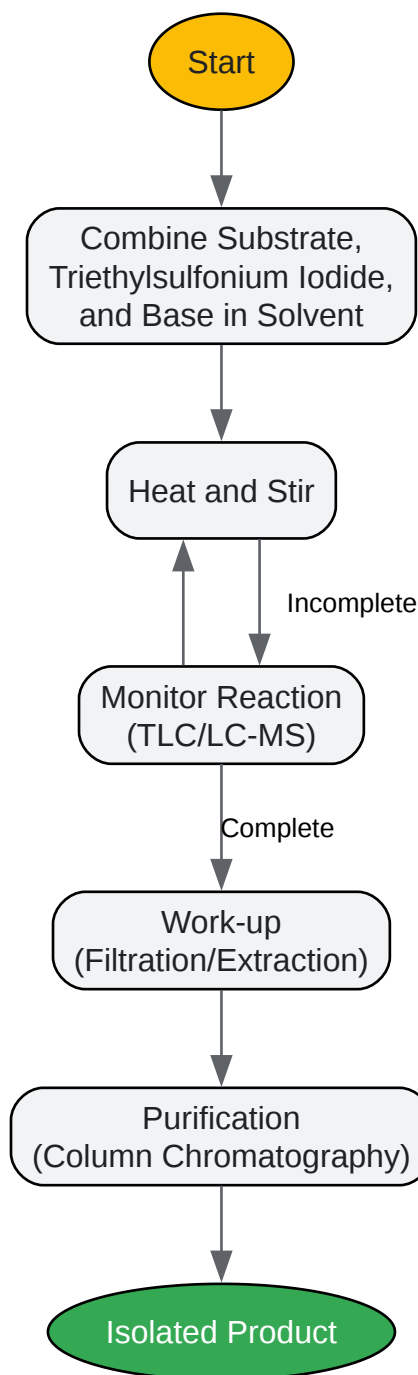 Start
Combine Substrate,
Triethylsulfonium Iodide,
and Base in Solvent
Heat and Stir
Incomplete
Monitor Reaction
(TLC/LC-MS)
Complete
Work-up
(Filtration/Extraction)
Purification
(Column Chromatography)
Isolated Product